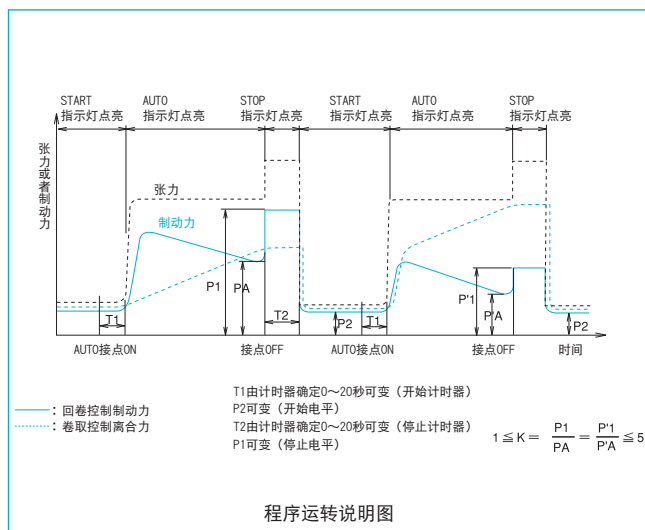 START AUTO STOP START AUTO STOP
指示灯点亮 指示灯点亮 指示灯点亮 指示灯点亮 指示灯点亮 指示灯点亮
张力或者制动力
张力
制动力
P1
PA
P'1
P'A
T1
T2
P2
T1
P2
AUTO接点ON 接点OFF AUTO接点ON 接点OFF 时间
——: 回卷控制制动力
-----: 卷取控制离合力
T1由计时器确定0～20秒可变（开始计时器）
P2可变（开始电平）
T2由计时器确定0～20秒可变（停止计时器）
P1可变（停止电平）
1≦K= P1/PA = P'1/P'A ≦5
程序运转说明图